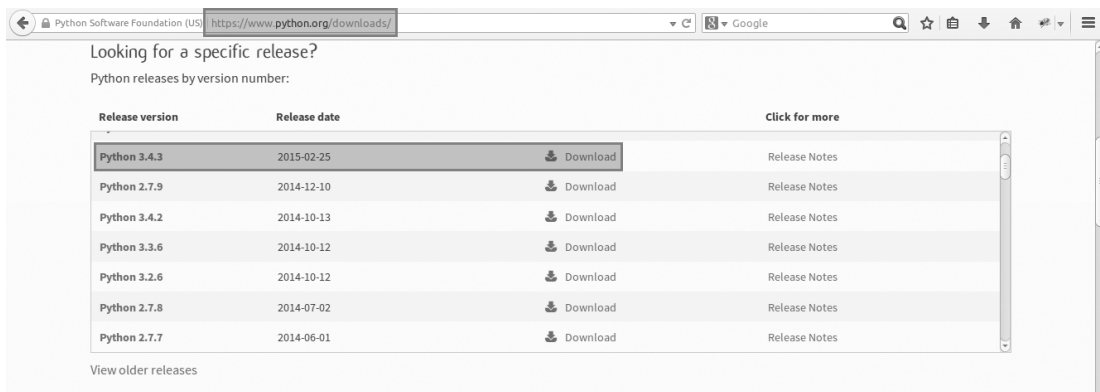 Python Software Foundation (US) https://www.python.org/downloads/ Google
Looking for a specific release?
Python releases by version number:
Release version Release date Click for more
Python 3.4.3 2015-02-25 Download Release Notes
Python 2.7.9 2014-12-10 Download Release Notes
Python 3.4.2 2014-10-13 Download Release Notes
Python 3.3.6 2014-10-12 Download Release Notes
Python 3.2.6 2014-10-12 Download Release Notes
Python 2.7.8 2014-07-02 Download Release Notes
Python 2.7.7 2014-06-01 Download Release Notes
View older releases